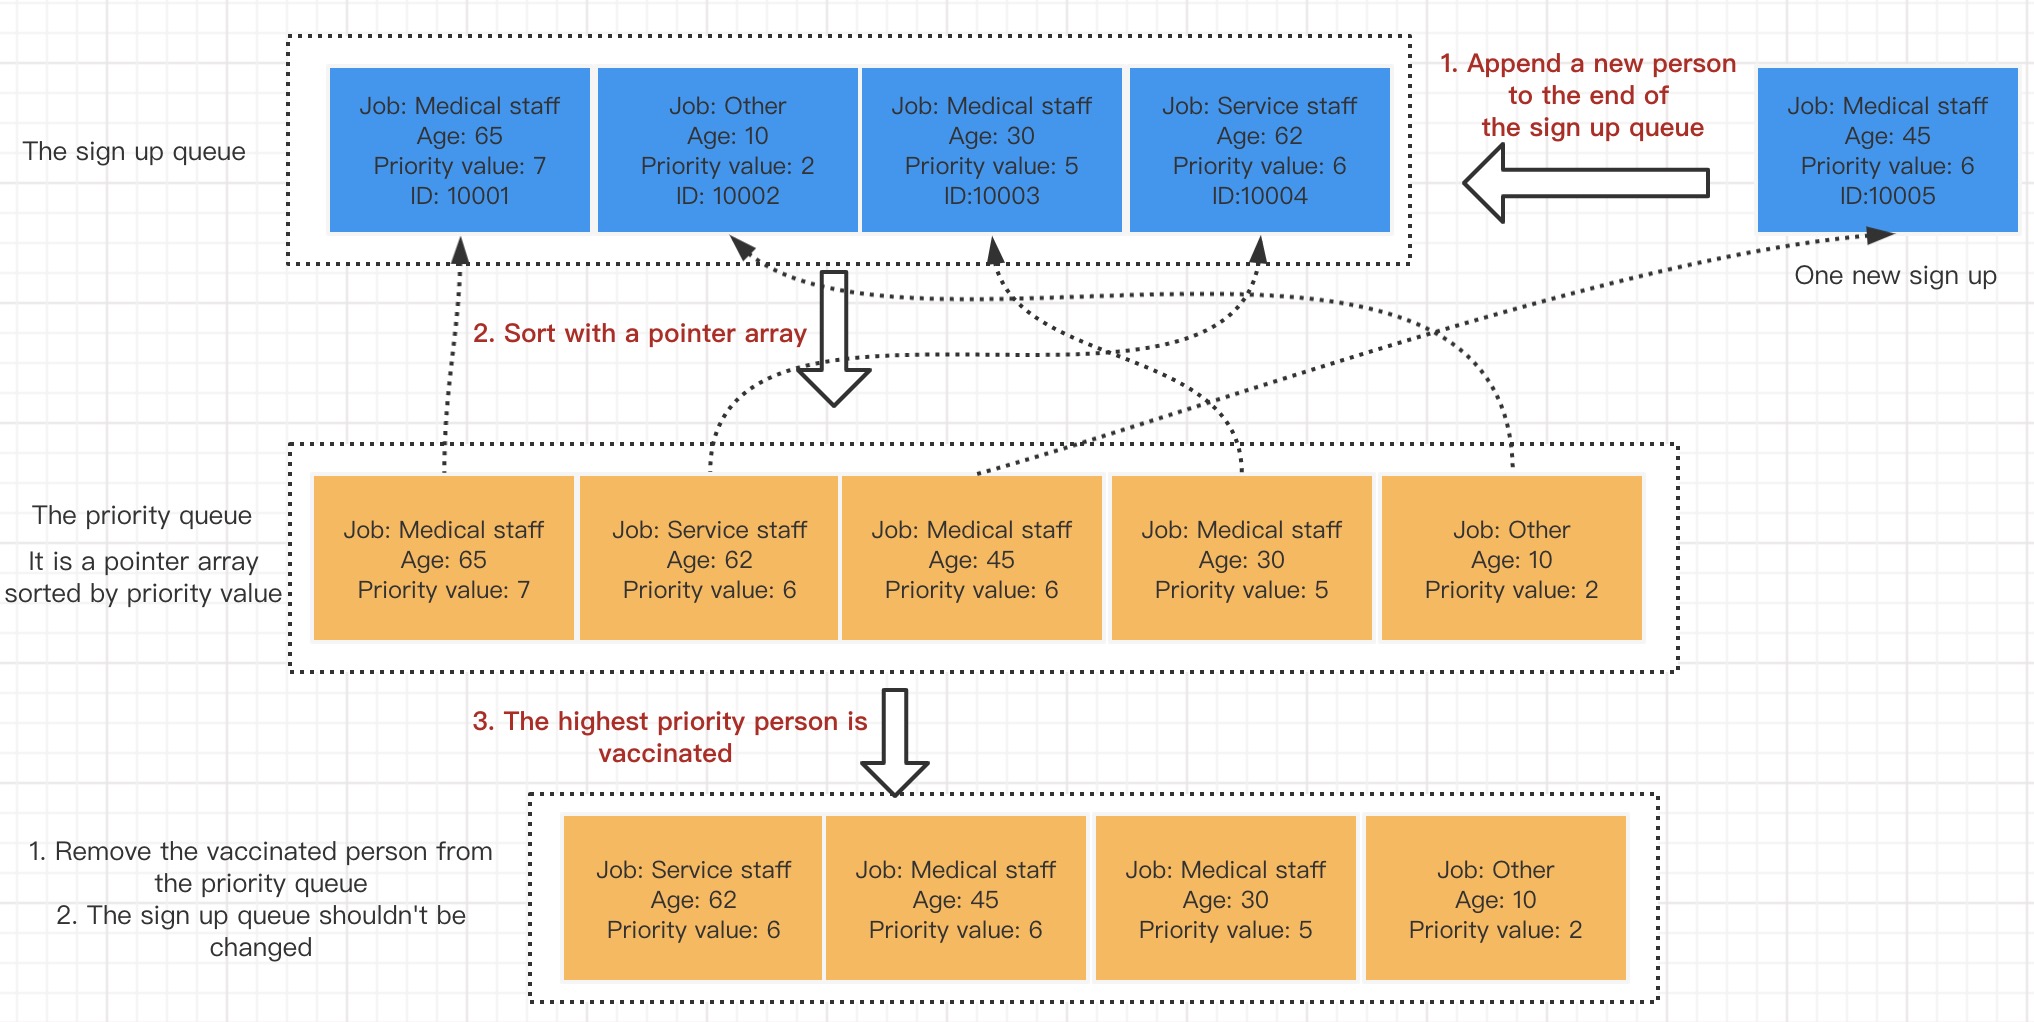 The sign up queue
Job: Medical staff
Age: 65
Priority value: 7
ID: 10001
Job: Other
Age: 10
Priority value: 2
ID: 10002
Job: Medical staff
Age: 30
Priority value: 5
ID:10003
Job: Service staff
Age: 62
Priority value: 6
ID:10004
1. Append a new person
to the end of
the sign up queue
Job: Medical staff
Age: 45
Priority value: 6
ID:10005
One new sign up
2. Sort with a pointer array
The priority queue
It is a pointer array
sorted by priority value
Job: Medical staff
Age: 65
Priority value: 7
Job: Service staff
Age: 62
Priority value: 6
Job: Medical staff
Age: 45
Priority value: 6
Job: Medical staff
Age: 30
Priority value: 5
Job: Other
Age: 10
Priority value: 2
3. The highest priority person is
vaccinated
1. Remove the vaccinated person from
the priority queue
2. The sign up queue shouldn't be
changed
Job: Service staff
Age: 62
Priority value: 6
Job: Medical staff
Age: 45
Priority value: 6
Job: Medical staff
Age: 30
Priority value: 5
Job: Other
Age: 10
Priority value: 2